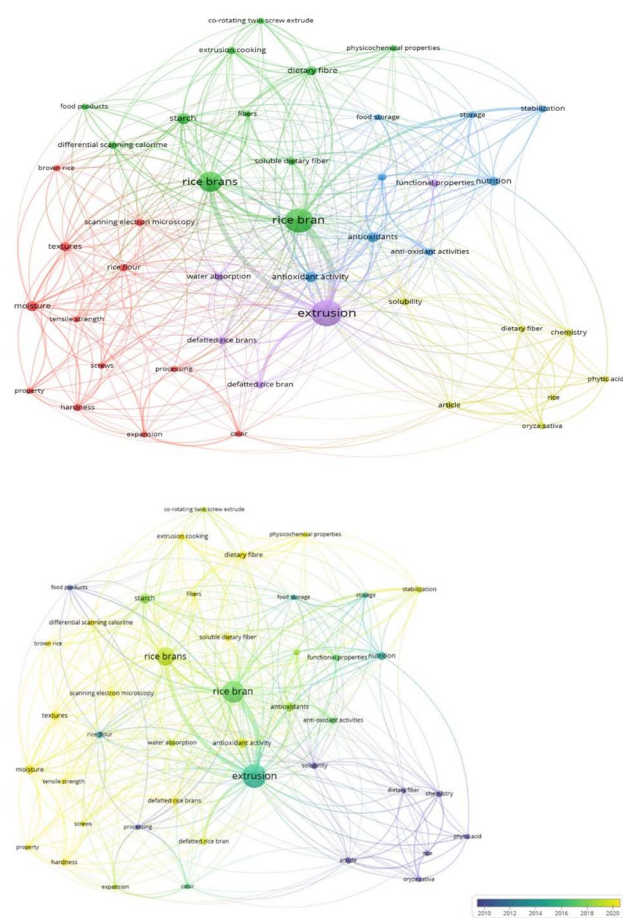 co-rotating twin screw extrude
extrusion cooking
physicochemical properties
dietary fibre
food products
starch
fibers
food storage
storage
stabilization
differential scanning calorime
soluble dietary fiber
brown rice
rice brans
functional properties
nutrition
scanning electron microscopy
rice bran
textures
antioxidants
anti-oxidant activities
rice flour
water absorption
antioxidant activity
moisture
tensile strength
extrusion
solubility
dietary fiber
chemistry
defatted rice brans
screws
processing
property
defatted rice bran
phytic acid
hardness
article
rice
expansion
color
oryza sativa
co-rotating twin screw extrude
extrusion cooking
physicochemical properties
dietary fibre
food products
starch
fibers
food storage
storage
stabilization
differential scanning calorime
soluble dietary fiber
brown rice
rice brans
functional properties
nutrition
scanning electron microscopy
rice bran
textures
antioxidants
anti-oxidant activities
rice flour
water absorption
antioxidant activity
moisture
tensile strength
extrusion
solubility
dietary fiber
chemistry
defatted rice brans
screws
processing
property
defatted rice bran
phytic acid
hardness
article
rice
expansion
color
oryza sativa
2010 2012 2014 2016 2018 2020